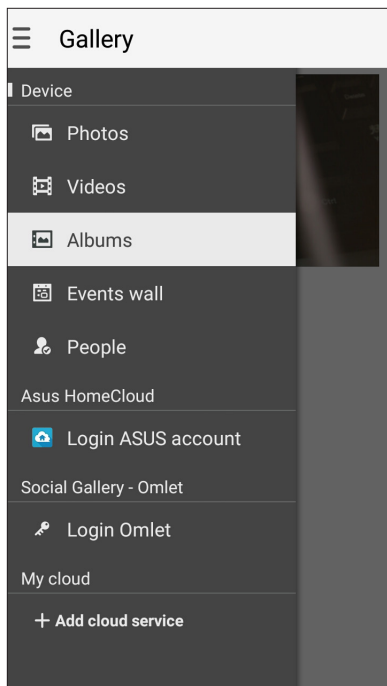 Gallery
Device
Photos
Videos
Albums
Events wall
People
Asus HomeCloud
Login ASUS account
Social Gallery - Omlet
Login Omlet
My cloud
+ Add cloud service